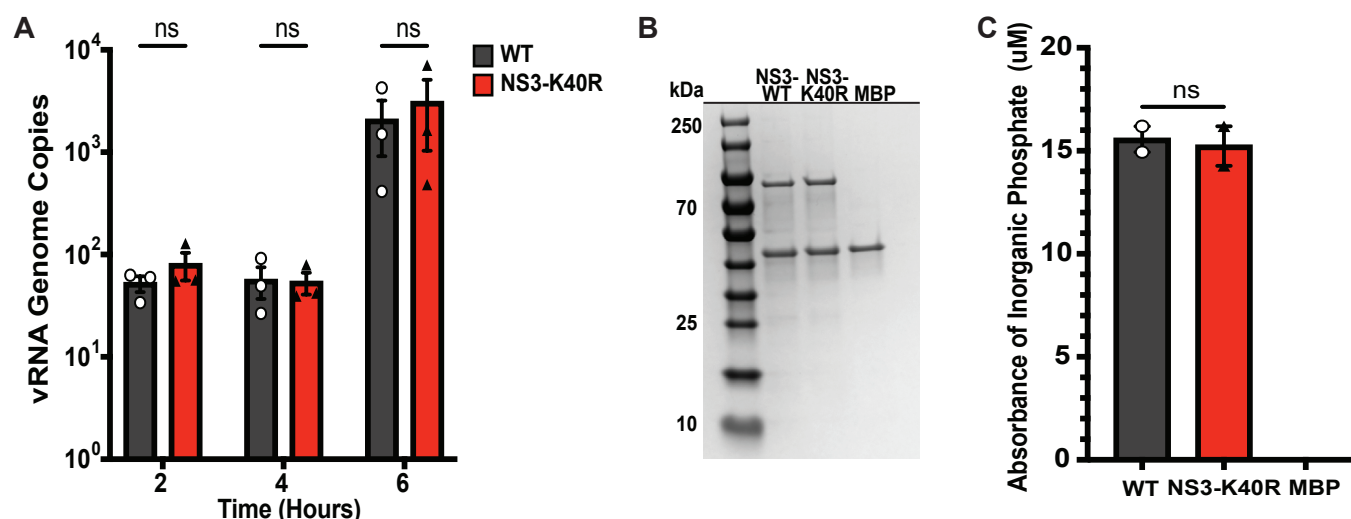 A
vRNA Genome Copies
10^4
10^3
10^2
10^1
10^0
ns
ns
ns
2
4
6
Time (Hours)
WT
NS3-K40R
B
kDa
NS3-WT
NS3-K40R
MBP
250
70
25
10
C
Absorbance of Inorganic Phosphate (uM)
20
15
10
5
0
ns
WT NS3-K40R MBP